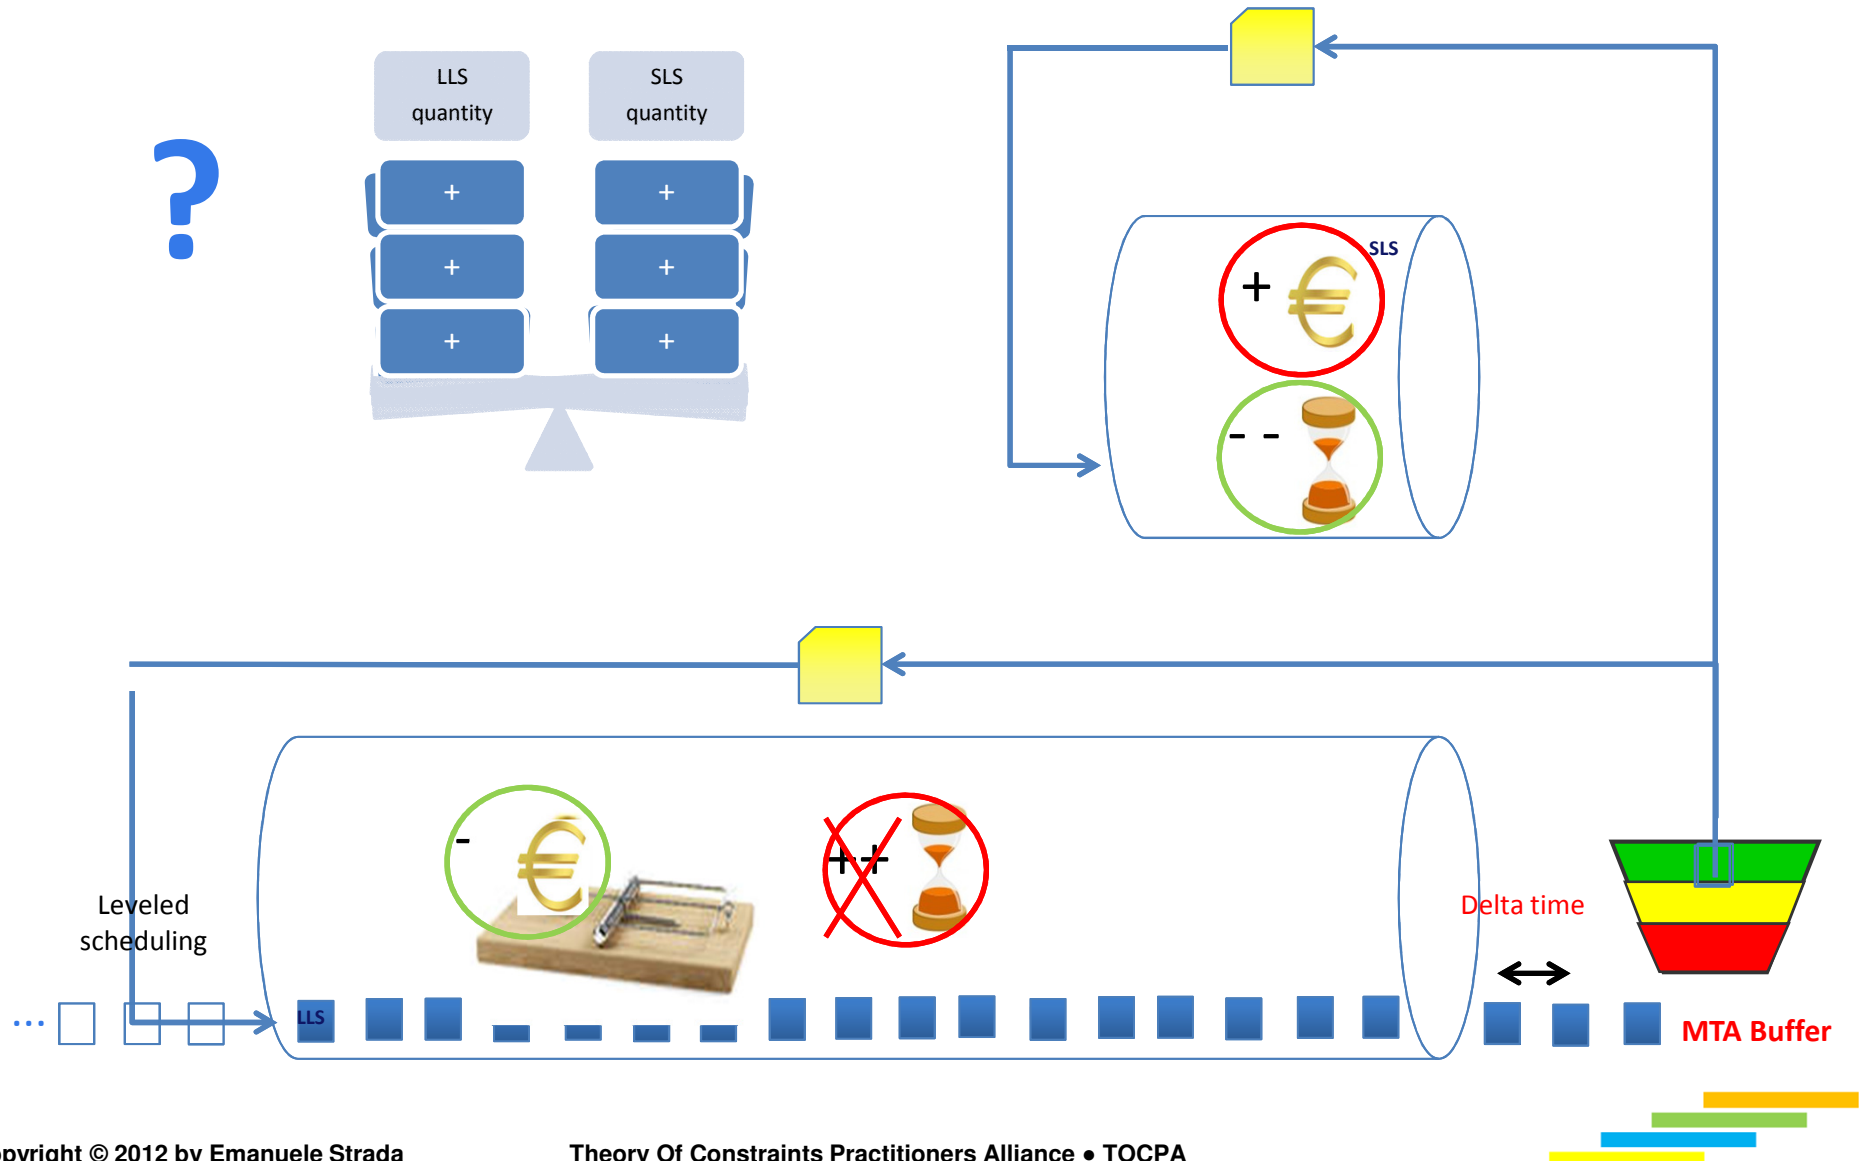 LLS
quantity
SLS
quantity
?
+
+
+
+
+
+
SLS
+
- -
-
++
Leveled
scheduling
Delta time
...
LLS
MTA Buffer
opyright © 2012 by Emanuele Strada
Theory Of Constraints Practitioners Alliance ● TOCPA